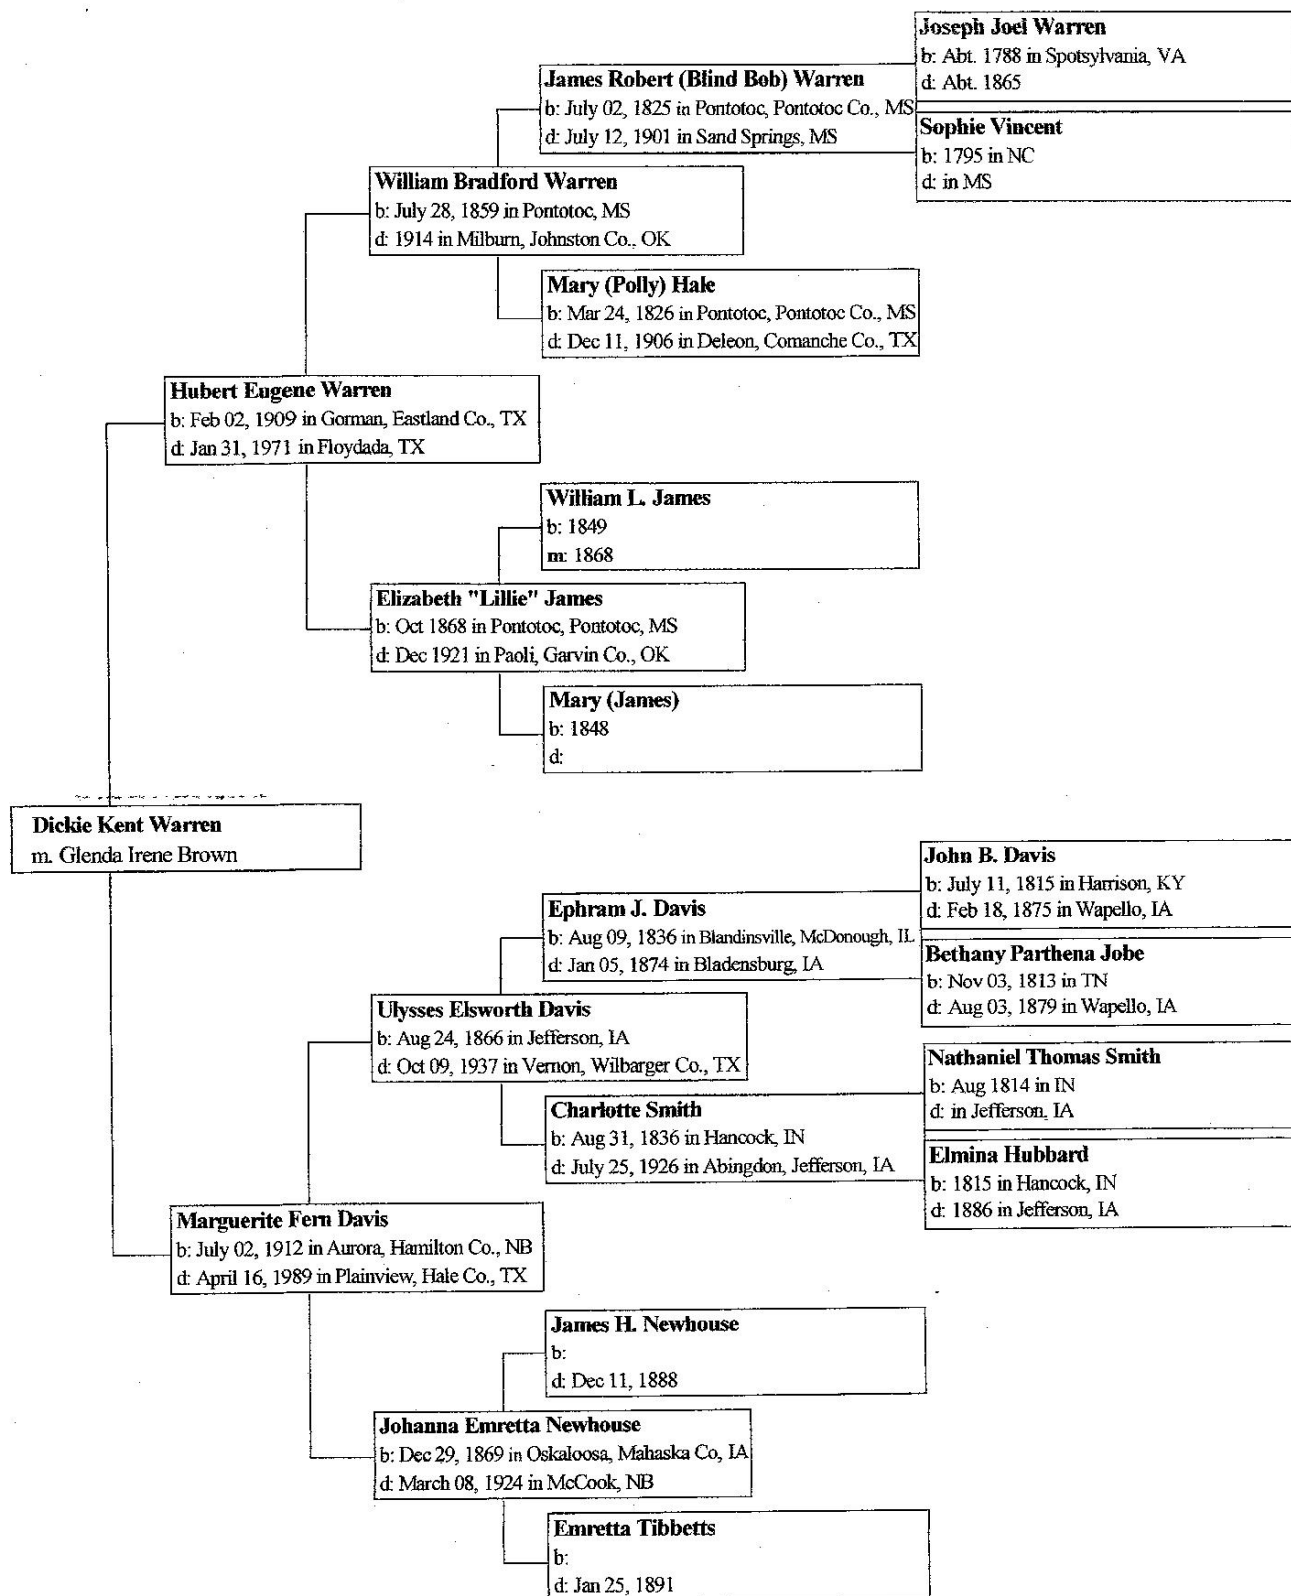 Joseph Joel Warren
b: Abt. 1788 in Spotsylvania, VA
d: Abt. 1865
James Robert (Blind Bob) Warren
b: July 02, 1825 in Pontotoc, Pontotoc Co., MS
d: July 12, 1901 in Sand Springs, MS
Sophie Vincent
b: 1795 in NC
d: in MS
William Bradford Warren
b: July 28, 1859 in Pontotoc, MS
d: 1914 in Milburn, Johnston Co., OK
Mary (Polly) Hale
b: Mar 24, 1826 in Pontotoc, Pontotoc Co., MS
d: Dec 11, 1906 in Deleon, Comanche Co., TX
Hubert Eugene Warren
b: Feb 02, 1909 in Gorman, Eastland Co., TX
d: Jan 31, 1971 in Floydada, TX
William L. James
b: 1849
m: 1868
Elizabeth "Lillie" James
b: Oct 1868 in Pontotoc, Pontotoc, MS
d: Dec 1921 in Paoli, Garvin Co., OK
Mary (James)
b: 1848
d:
Dickie Kent Warren
m. Glenda Irene Brown
John B. Davis
b: July 11, 1815 in Harrison, KY
d: Feb 18, 1875 in Wapello, IA
Ephram J. Davis
b: Aug 09, 1836 in Blandinsville, McDonough, IL
d: Jan 05, 1874 in Bladensburg, IA
Bethany Parthena Jobe
b: Nov 03, 1813 in TN
d: Aug 03, 1879 in Wapello, IA
Ulysses Elsworth Davis
b: Aug 24, 1866 in Jefferson, IA
d: Oct 09, 1937 in Vernon, Wilbarger Co., TX
Nathaniel Thomas Smith
b: Aug 1814 in IN
d: in Jefferson, IA
Charlotte Smith
b: Aug 31, 1836 in Hancock, IN
d: July 25, 1926 in Abingdon, Jefferson, IA
Elmina Hubbard
b: 1815 in Hancock, IN
d: 1886 in Jefferson, IA
Marguerite Fern Davis
b: July 02, 1912 in Aurora, Hamilton Co., NB
d: April 16, 1989 in Plainview, Hale Co., TX
James H. Newhouse
b:
d: Dec 11, 1888
Johanna Emretta Newhouse
b: Dec 29, 1869 in Oskaloosa, Mahaska Co, IA
d: March 08, 1924 in McCook, NB
Emretta Tibbetts
b:
d: Jan 25, 1891